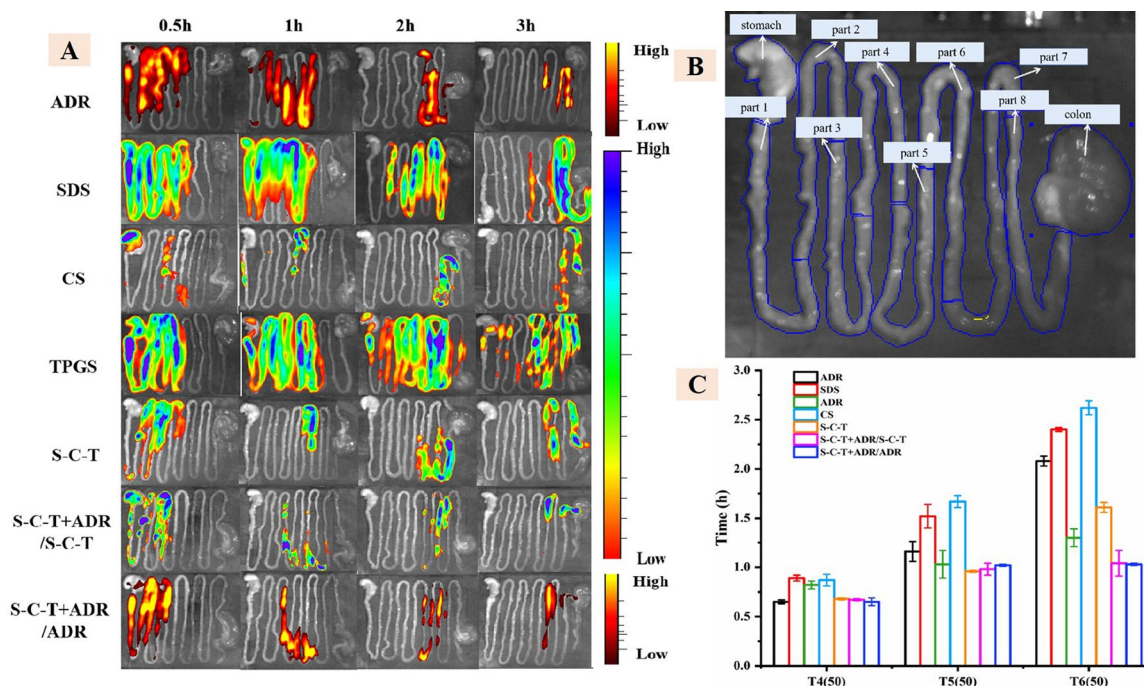 A
0.5h
1h
2h
3h
High
Low
High
Low
High
Low
ADR
SDS
CS
TPGS
S-C-T
S-C-T+ADR
/S-C-T
S-C-T+ADR
/ADR
B
stomach
part 2
part 4
part 6
part 7
part 1
part 3
part 5
part 8
colon
C
3.0
2.5
2.0
1.5
1.0
0.5
0.0
Time (h)
ADR
SDS
ADR
CS
S-C-T
S-C-T+ADR/S-C-T
S-C-T+ADR/ADR
T4(50)
T5(50)
T6(50)